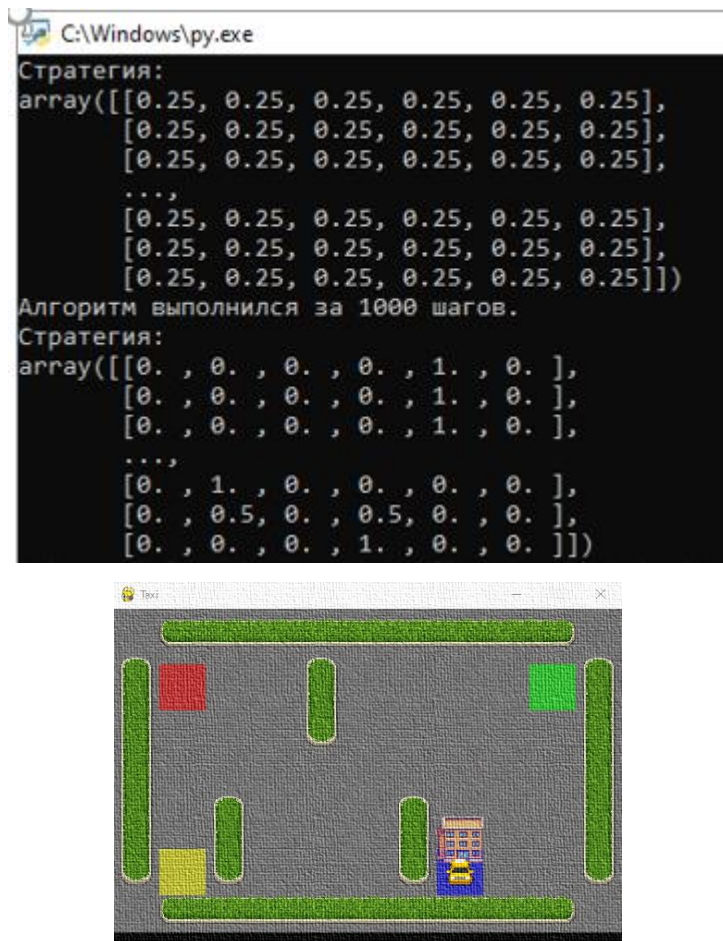 C:\Windows\py.exe
Стратегия:
array([[0.25, 0.25, 0.25, 0.25, 0.25, 0.25],
[0.25, 0.25, 0.25, 0.25, 0.25, 0.25],
[0.25, 0.25, 0.25, 0.25, 0.25, 0.25],
...,
[0.25, 0.25, 0.25, 0.25, 0.25, 0.25],
[0.25, 0.25, 0.25, 0.25, 0.25, 0.25],
[0.25, 0.25, 0.25, 0.25, 0.25, 0.25]])
Алгоритм выполнился за 1000 шагов.
Стратегия:
array([[0. , 0. , 0. , 0. , 1. , 0. ],
[0. , 0. , 0. , 0. , 1. , 0. ],
[0. , 0. , 0. , 0. , 1. , 0. ],
...,
[0. , 1. , 0. , 0. , 0. , 0. ],
[0. , 0.5, 0. , 0.5, 0. , 0. ],
[0. , 0. , 0. , 1. , 0. , 0. ]])
Taxi